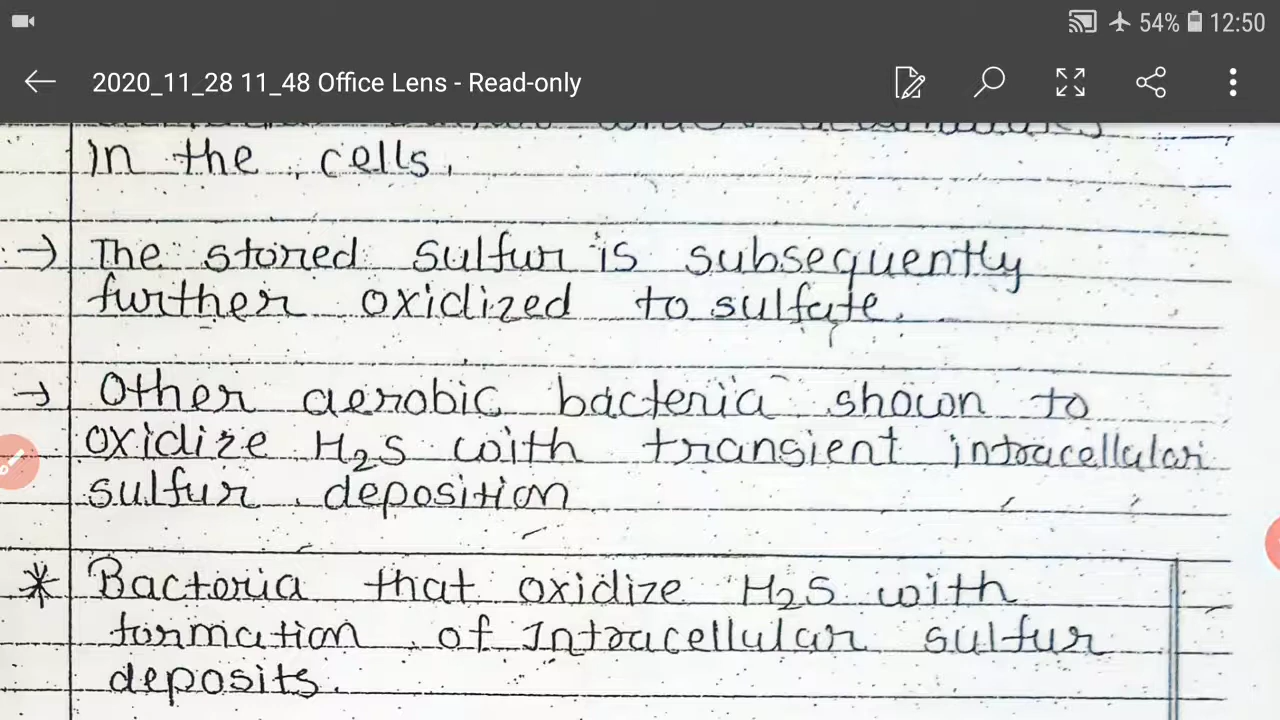 54% 12:50
2020_11_28 11_48 Office Lens - Read-only
in the cells.
→ The stored sulfur is subsequently
further oxidized to sulfate.
→ Other aerobic bacteria shown to
oxidize H2S with transient intracellular
sulfur deposition
* Bacteria that oxidize H2S with
formation of Intracellular sulfur
deposits.